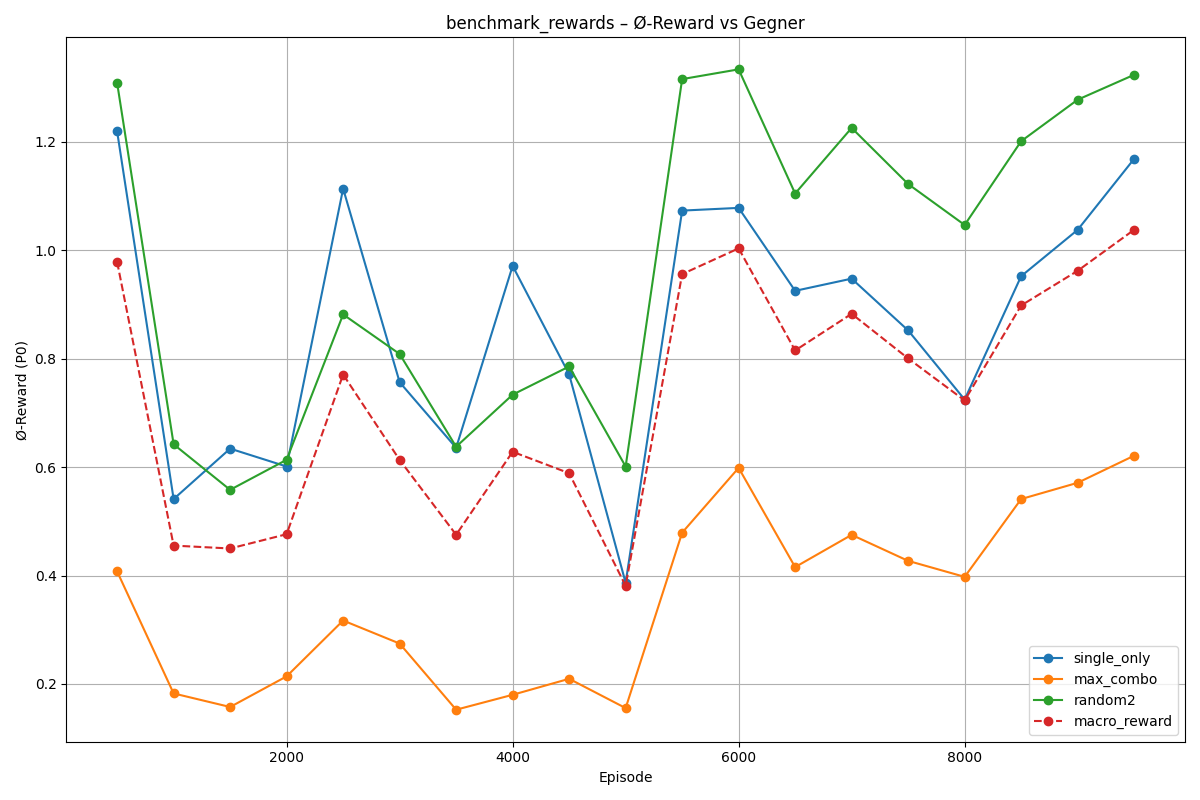 benchmark_rewards – Ø-Reward vs Gegner
Ø-Reward (P0)
1.2
1.0
0.8
0.6
0.4
0.2
2000
4000
6000
8000
Episode
single_only
max_combo
random2
macro_reward